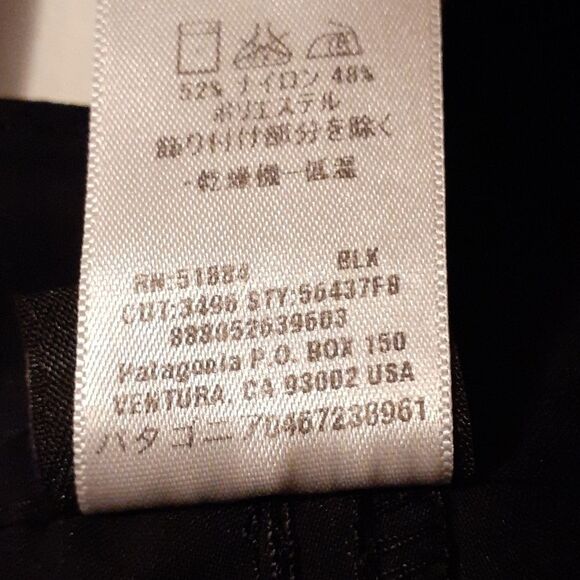 52% ナイロン 48%
ポリエステル
飾り付け部分を除く
・乾燥機一低温
RN:51884 BLK
CUT:3496 STY:56437F8
888052639603
Patagonia P.O. BOX 150
VENTURA, CA 93002 USA
パタゴニア0467238961